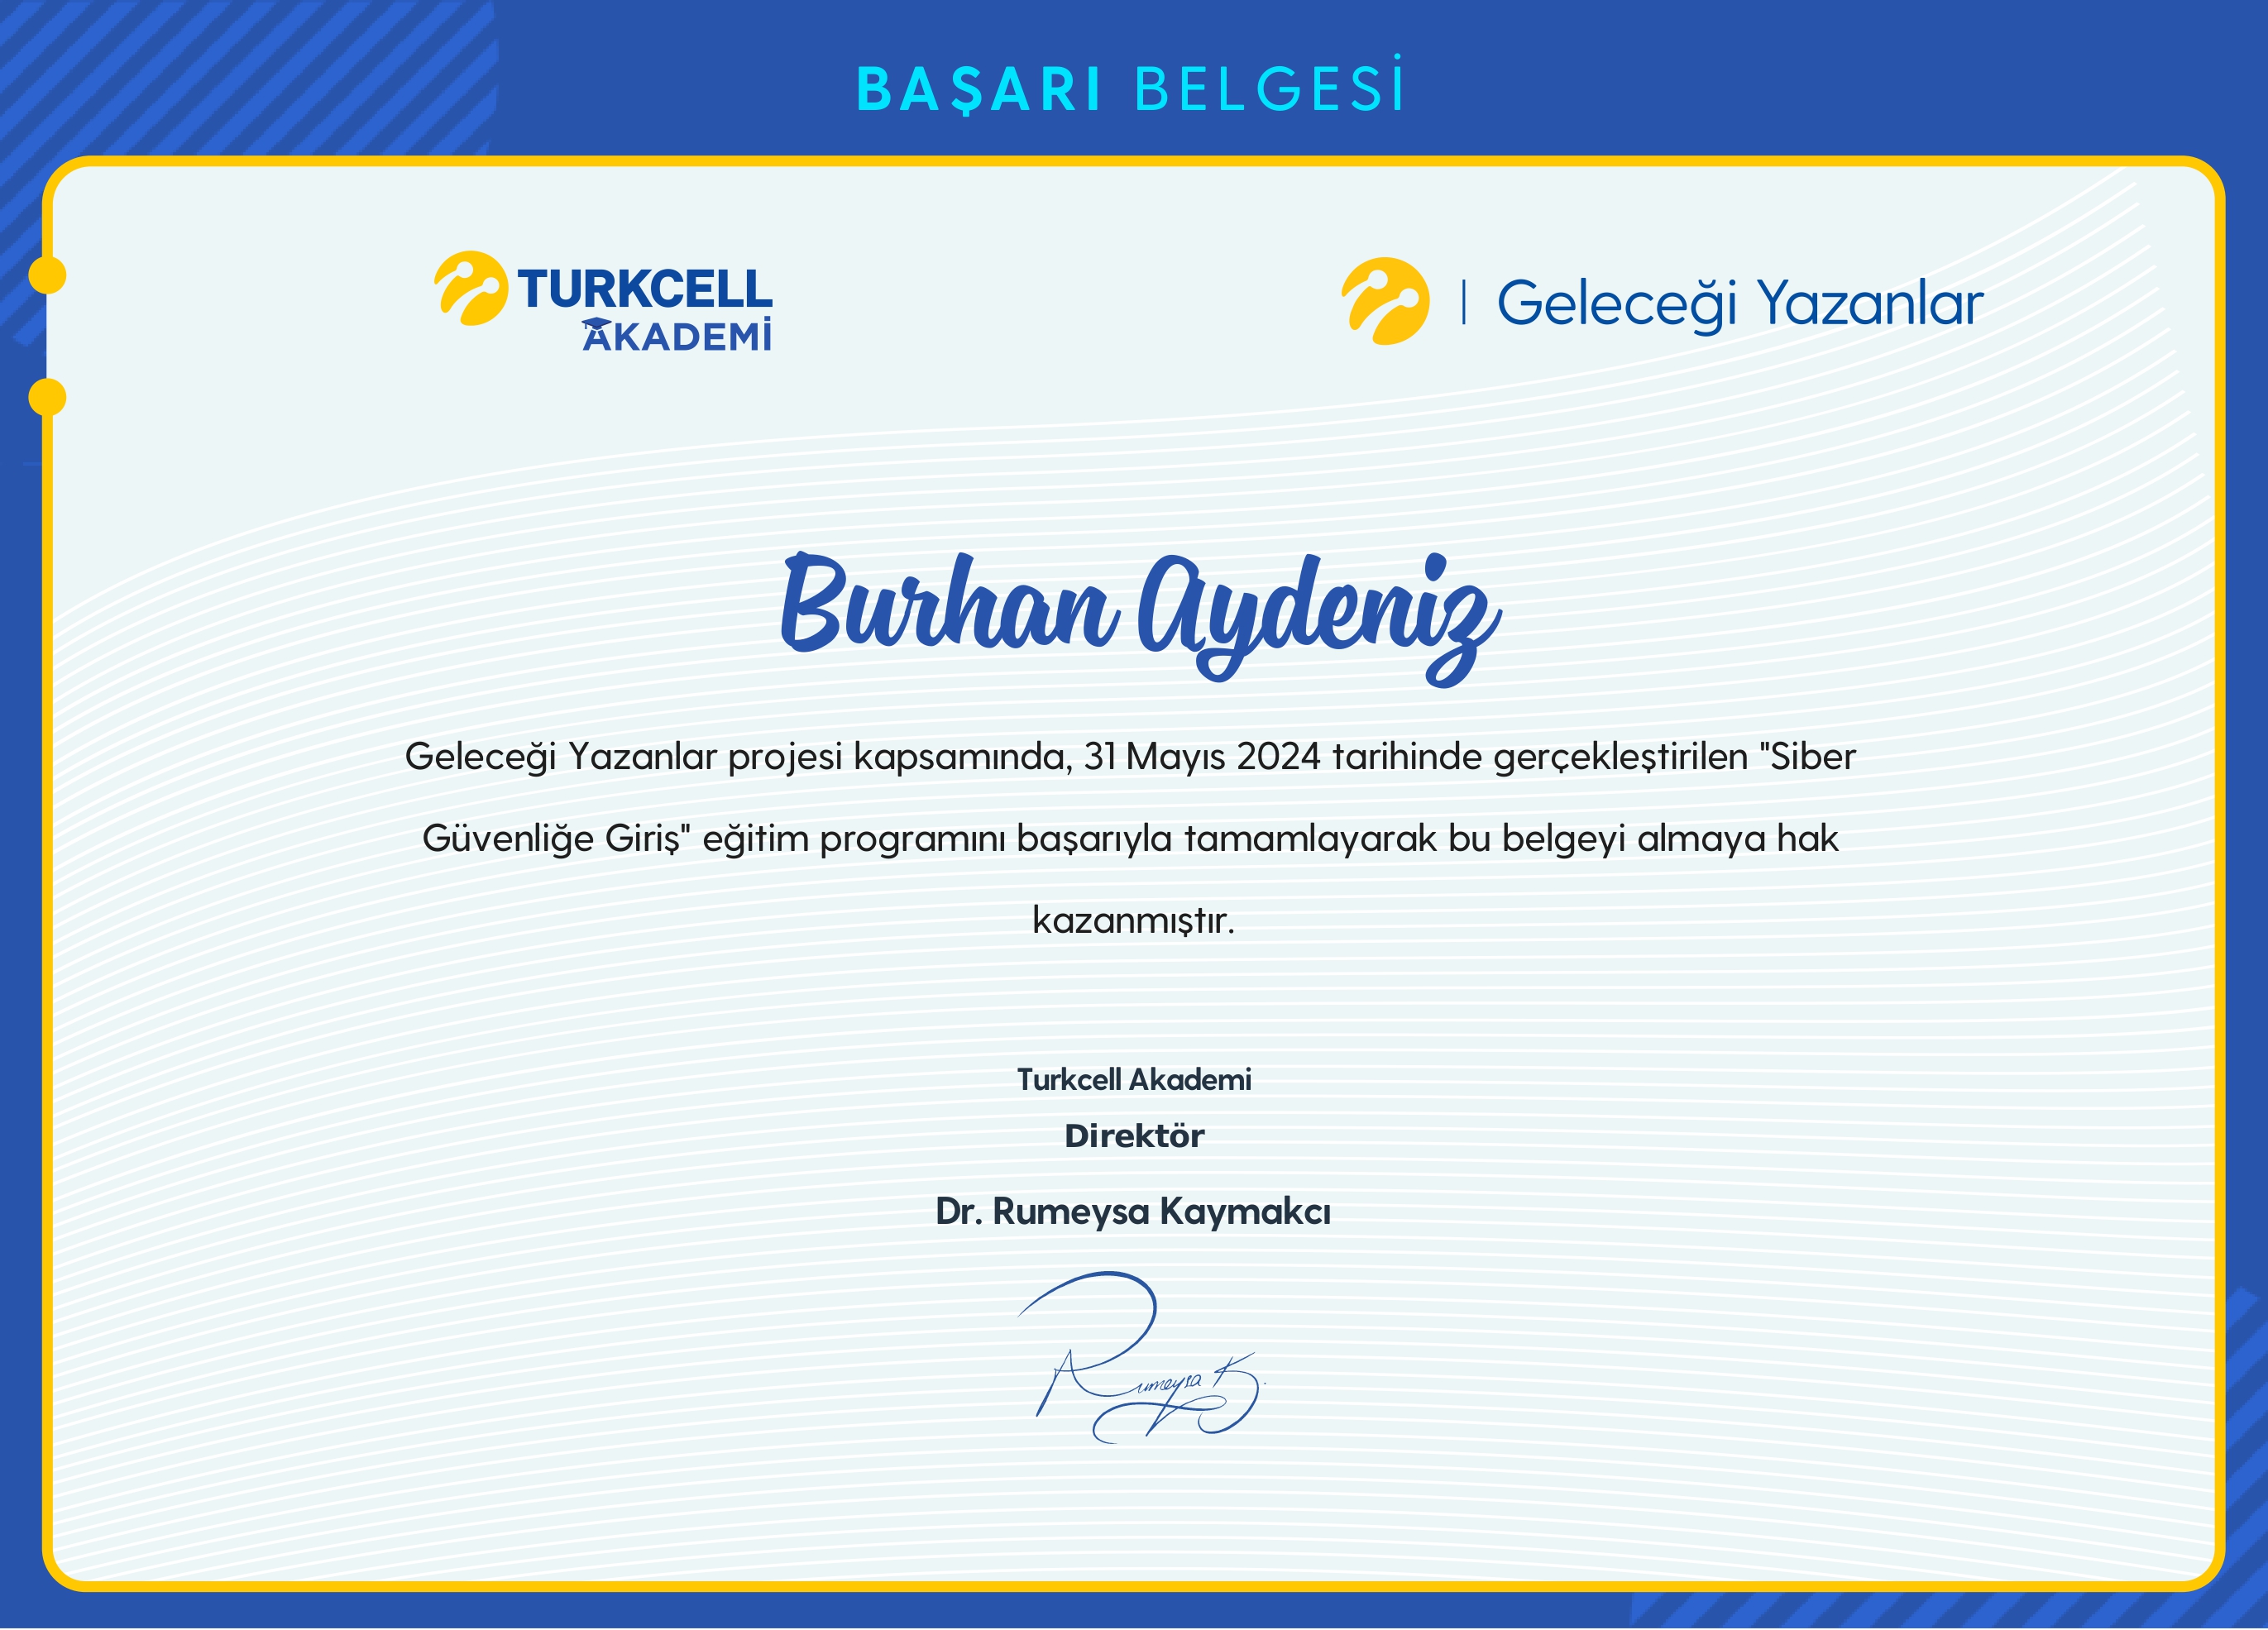 BAŞARI BELGESİ
TURKCELL
AKADEMİ
Geleceği Yazanlar
Burhan Aydeniz
Geleceği Yazanlar projesi kapsamında, 31 Mayıs 2024 tarihinde gerçekleştirilen "Siber
Güvenliğe Giriş" eğitim programını başarıyla tamamlayarak bu belgeyi almaya hak
kazanmıştır.
Turkcell Akademi
Direktör
Dr. Rumeysa Kaymakcı
Rumeysa K.